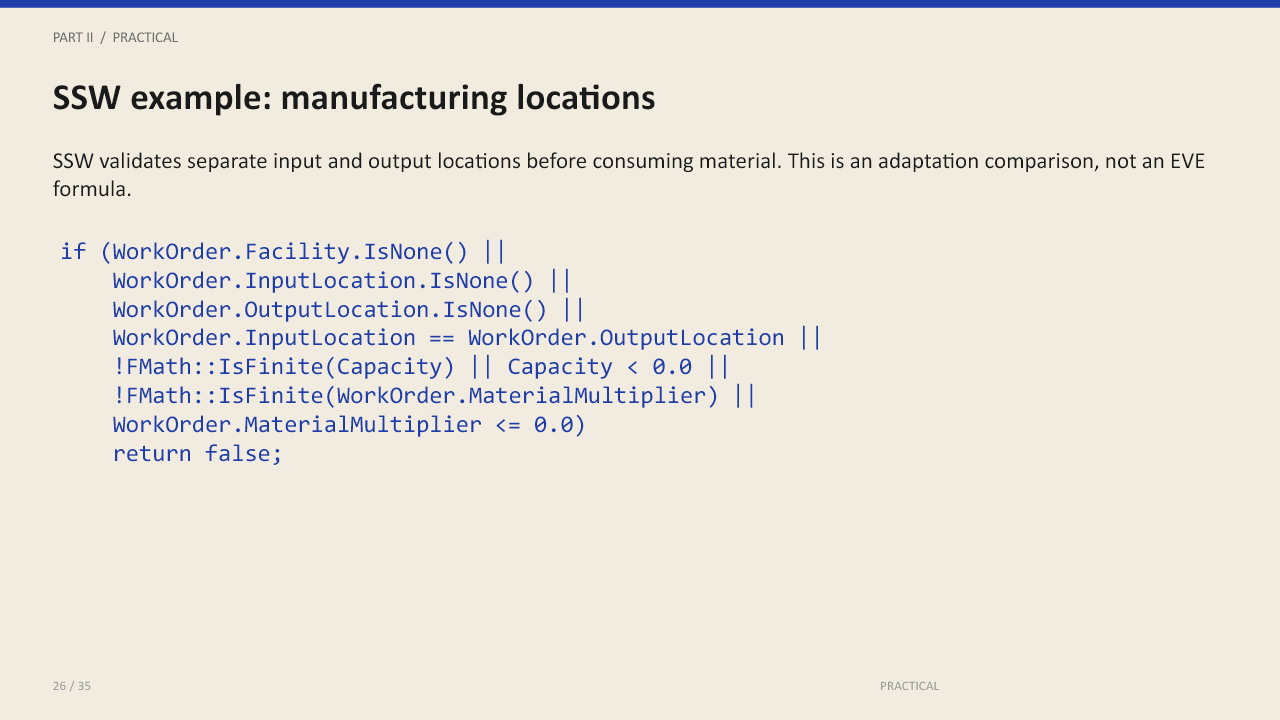 PART II / PRACTICAL
SSW example: manufacturing locations
SSW validates separate input and output locations before consuming material. This is an adaptation comparison, not an EVE
formula.
if (WorkOrder.Facility.IsNone() ||
    WorkOrder.InputLocation.IsNone() ||
    WorkOrder.OutputLocation.IsNone() ||
    WorkOrder.InputLocation == WorkOrder.OutputLocation ||
    !FMath::IsFinite(Capacity) || Capacity < 0.0 ||
    !FMath::IsFinite(WorkOrder.MaterialMultiplier) ||
    WorkOrder.MaterialMultiplier <= 0.0)
    return false;
26 / 35
PRACTICAL